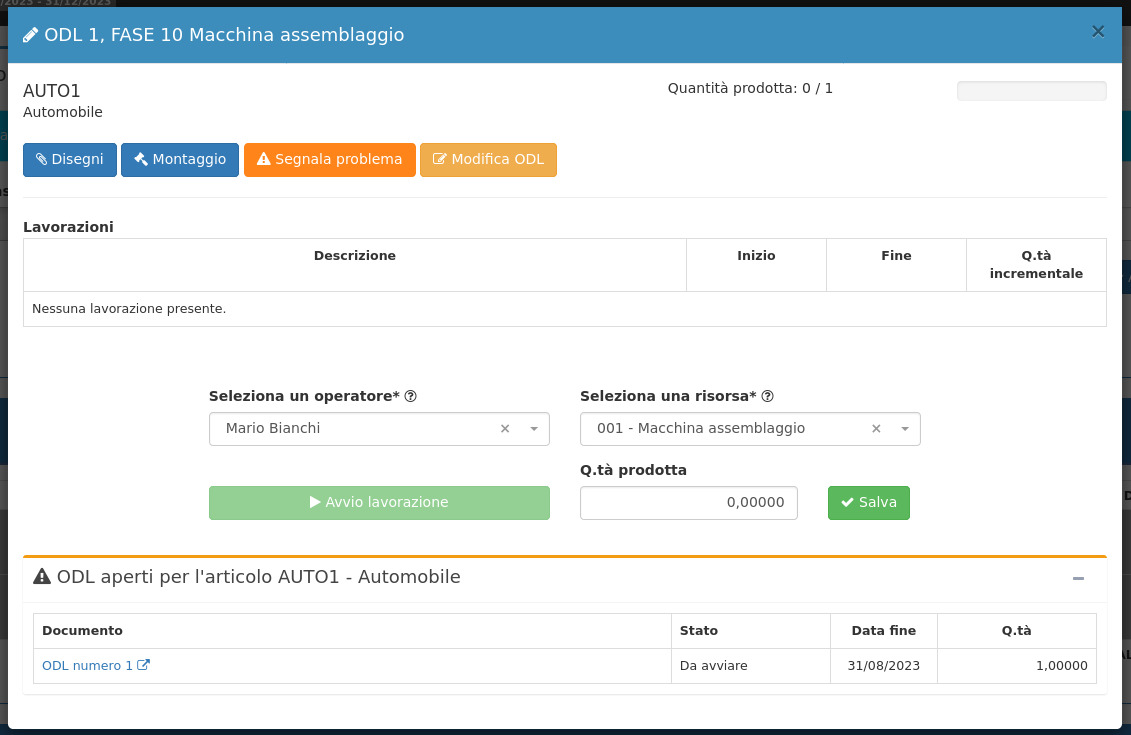 /2023 - 31/12/2023
ODL 1, FASE 10 Macchina assemblaggio
×
AUTO1
Quantità prodotta: 0 / 1
Automobile
Disegni
Montaggio
Segnala problema
Modifica ODL
Lavorazioni
Descrizione
Inizio
Fine
Q.tà
incrementale
Nessuna lavorazione presente.
Seleziona un operatore*
Seleziona una risorsa*
Mario Bianchi ×
001 - Macchina assemblaggio ×
Q.tà prodotta
Avvio lavorazione
0,00000
Salva
ODL aperti per l'articolo AUTO1 - Automobile
Documento
Stato
Data fine
Q.tà
ODL numero 1
Da avviare
31/08/2023
1,00000